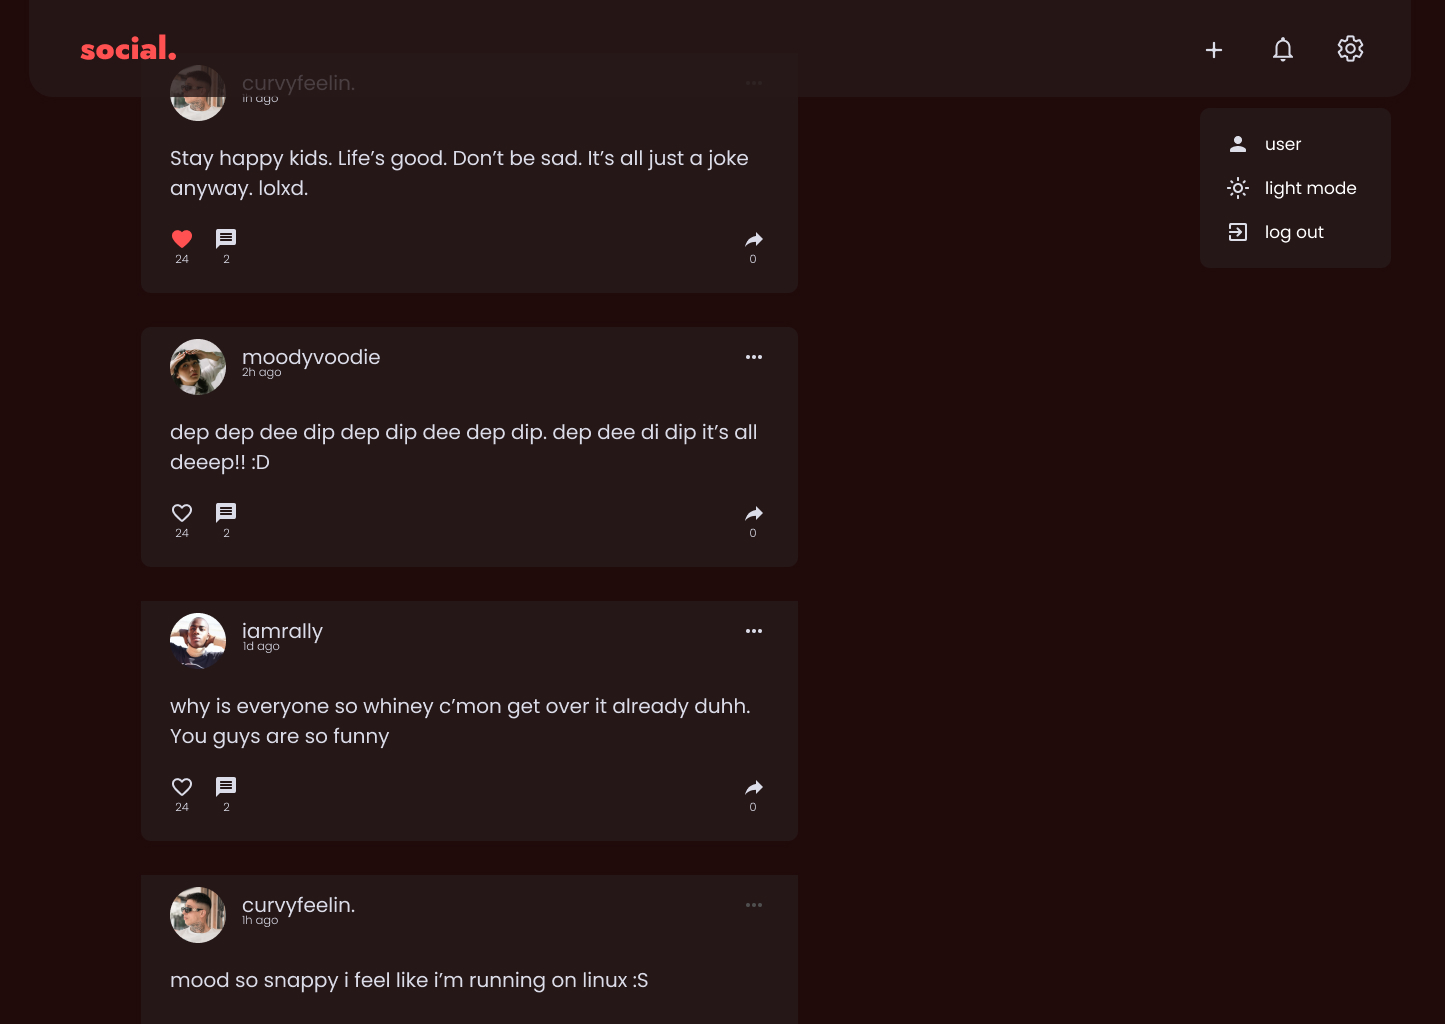 social.
curvyfeelin.
1h ago
Stay happy kids. Life’s good. Don’t be sad. It’s all just a joke
anyway. lolxd.
24 2 0
user
light mode
log out
moodyvoodie
2h ago
dep dep dee dip dep dip dee dep dip. dep dee di dip it’s all
deeep!! :D
24 2 0
iamrally
1d ago
why is everyone so whiney c’mon get over it already duhh.
You guys are so funny
24 2 0
curvyfeelin.
1h ago
mood so snappy i feel like i’m running on linux :S